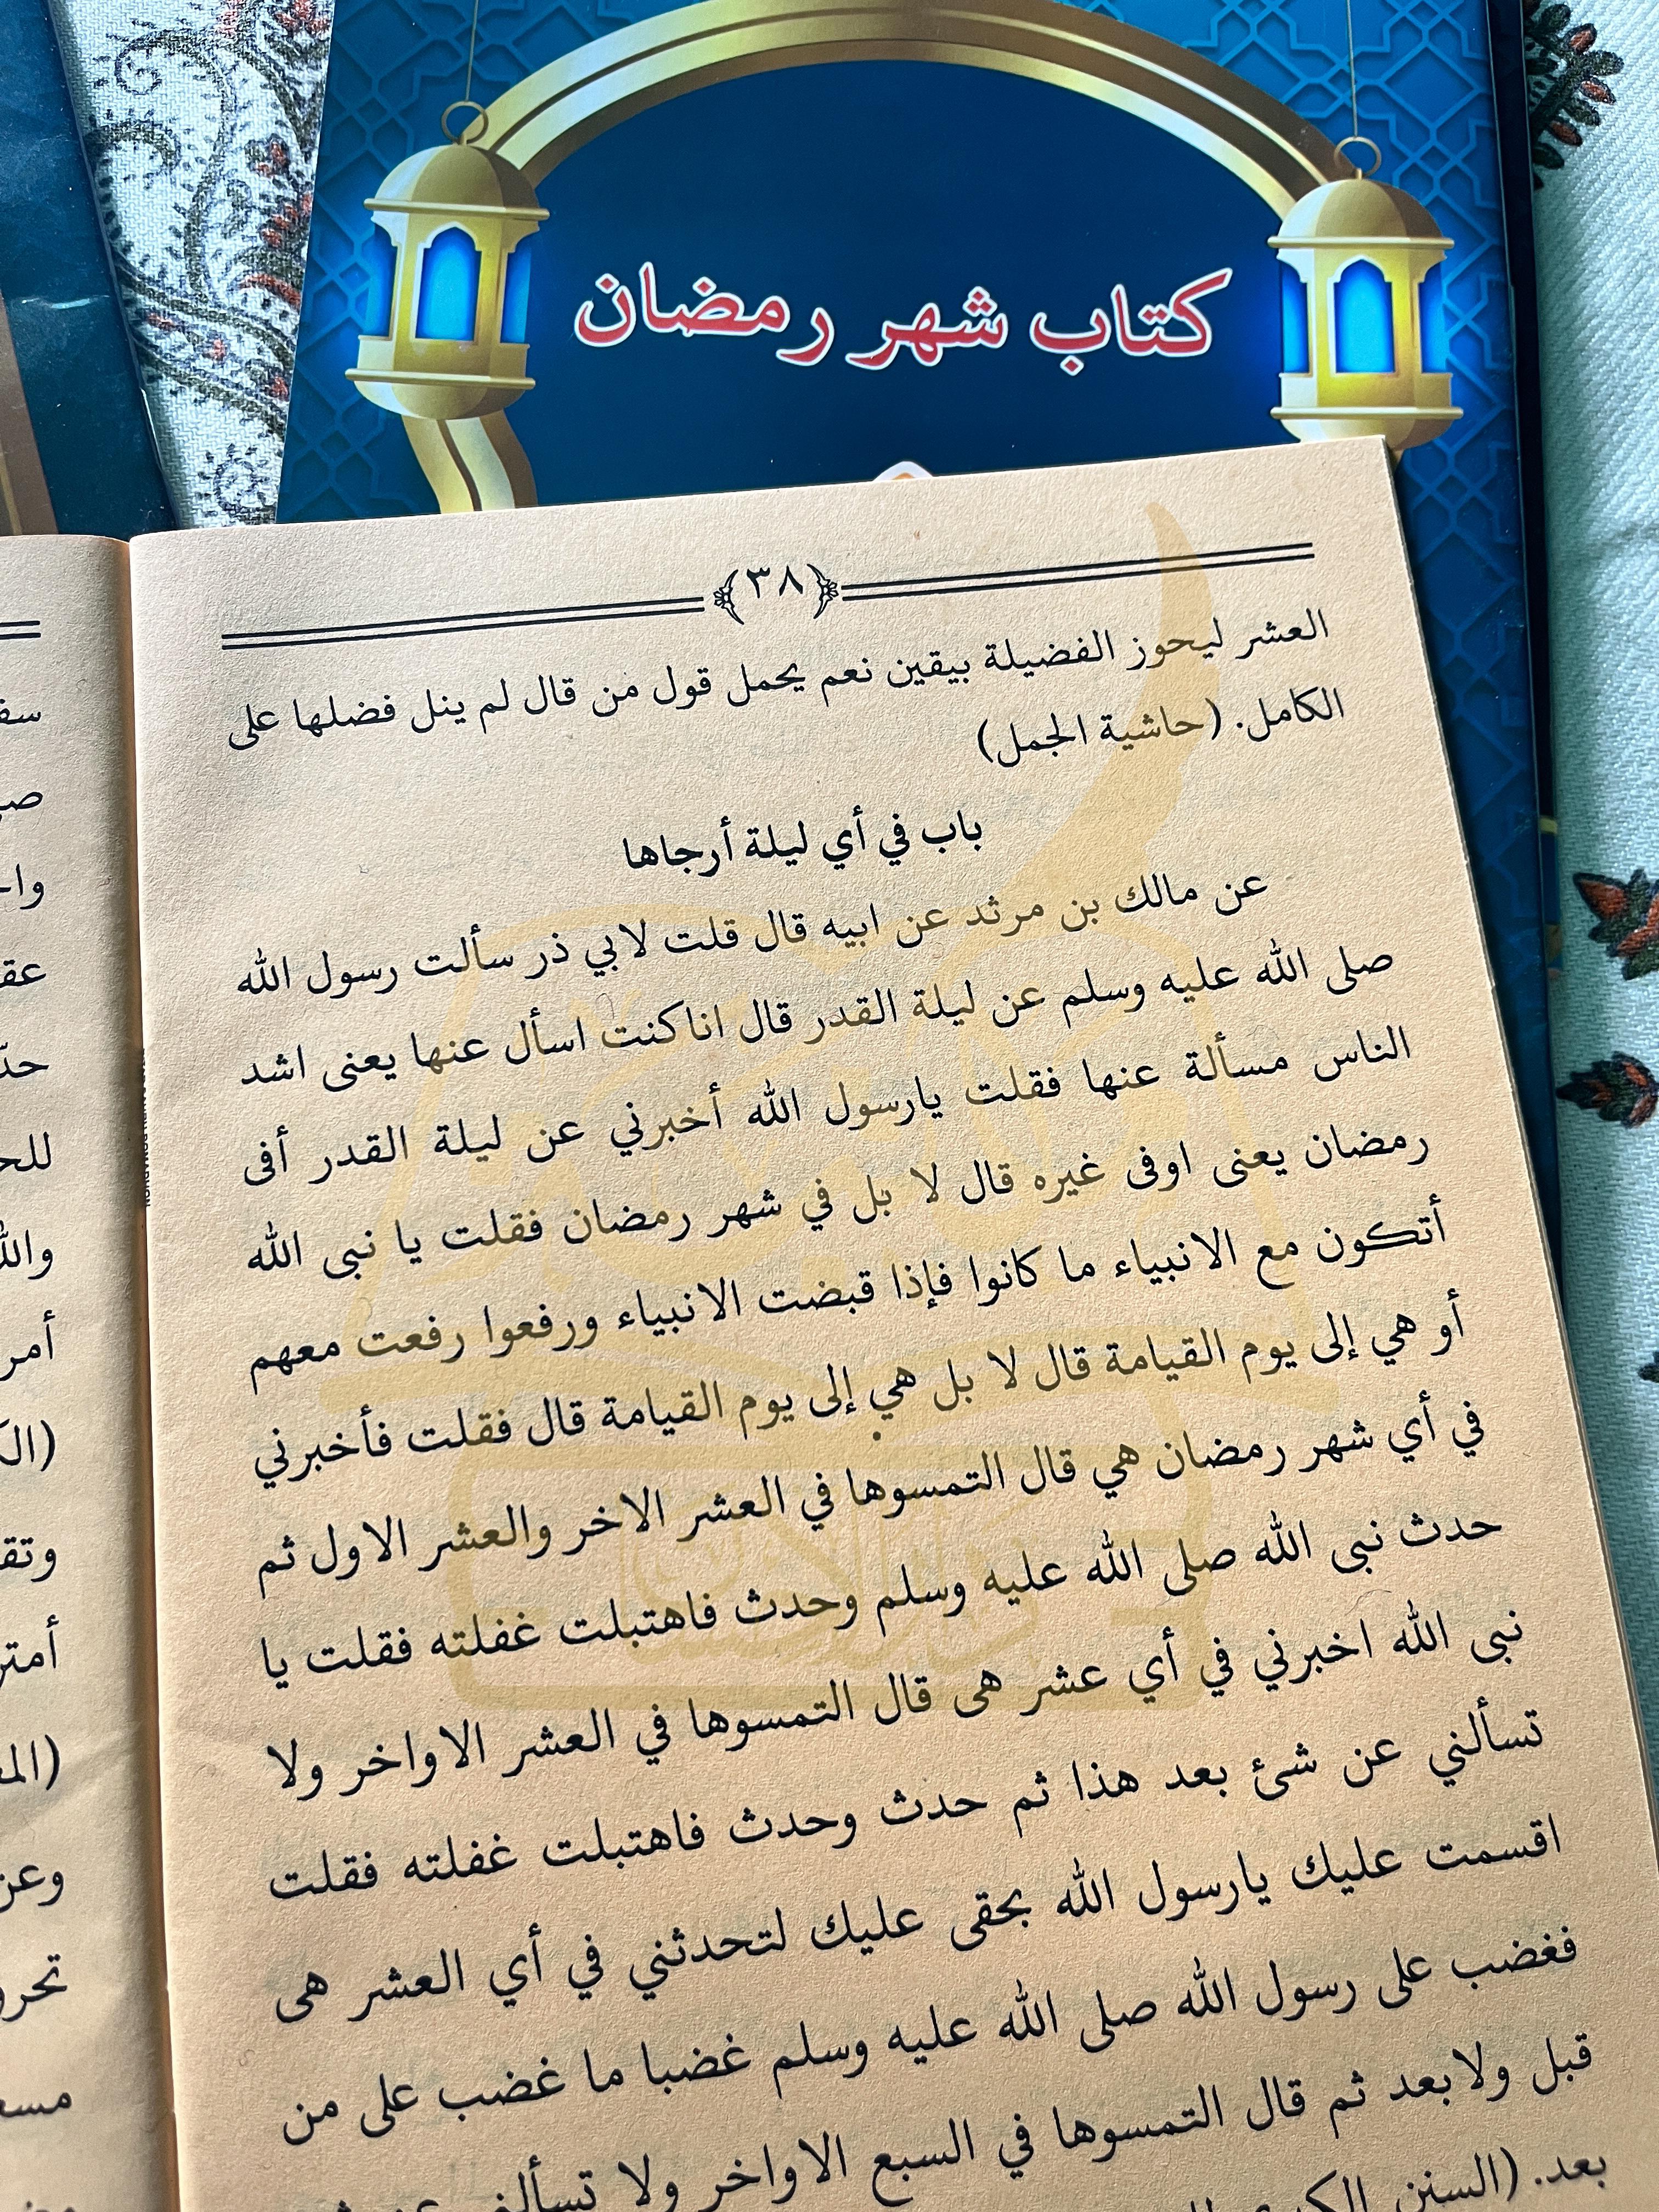 كتاب شهر رمضان
﴿٣٨﴾
العشر ليحوز الفضيلة بيقين نعم يحمل قول من قال لم ينل فضلها على
الكامل. (حاشية الجمل)
باب في أي ليلة أرجاها
عن مالك بن مرثد عن ابيه قال قلت لابي ذر سألت رسول الله
صلى الله عليه وسلم عن ليلة القدر قال اناكنت اسأل عنها يعنى اشد
الناس مسألة عنها فقلت يارسول الله أخبرني عن ليلة القدر أفى
رمضان يعنى اوفى غيره قال لا بل في شهر رمضان فقلت يا نبى الله
أتكون مع الانبياء ما كانوا فإذا قبضت الانبياء ورفعوا رفعت معهم
أو هي إلى يوم القيامة قال لا بل هي إلى يوم القيامة قال فقلت فأخبرني
في أي شهر رمضان هي قال التمسوها في العشر الاخر والعشر الاول ثم
حدث نبى الله صلى الله عليه وسلم وحدث فاهتبلت غفلته فقلت يا
نبى الله اخبرني في أي عشر هى قال التمسوها في العشر الاواخر ولا
تسألني عن شئ بعد هذا ثم حدث وحدث فاهتبلت غفلته فقلت
اقسمت عليك يارسول الله بحقى عليك لتحدثني في أي العشر هى
فغضب على رسول الله صلى الله عليه وسلم غضبا ما غضب على من
قبل ولابعد ثم قال التمسوها في السبع الاواخر ولا تسألني عن
بعد. (السنن الكبرى